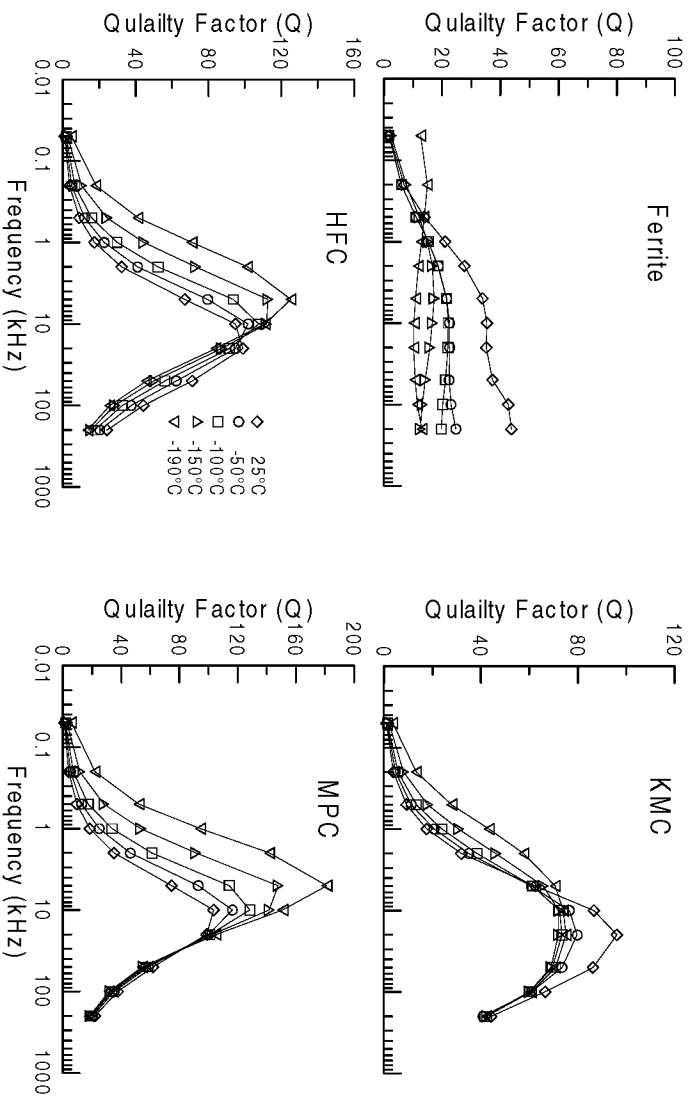 Ferrite
Qulailty Factor (Q)
0
20
40
60
80
100
KMC
Qulailty Factor (Q)
0
40
80
120
HFC
Qulailty Factor (Q)
0
40
80
120
160
0.01
0.1
1
10
100
1000
Frequency (kHz)
25°C
-50°C
-100°C
-150°C
-190°C
MPC
Qulailty Factor (Q)
0
40
80
120
160
200
0.01
0.1
1
10
100
1000
Frequency (kHz)